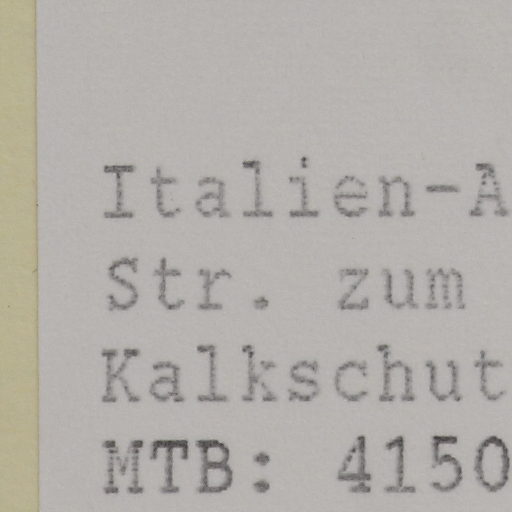 Italien-A
Str. zum
Kalkschut
MTB: 4150